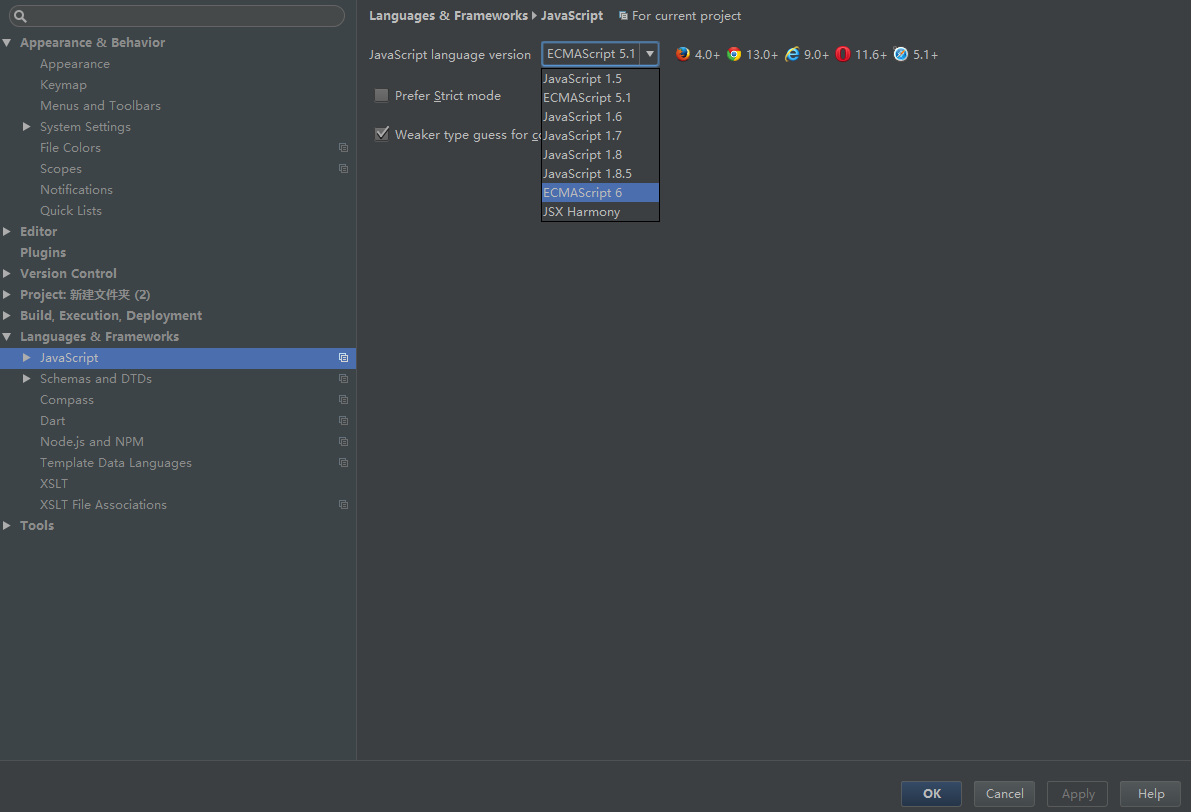 Appearance & Behavior
Appearance
Keymap
Menus and Toolbars
System Settings
File Colors
Scopes
Notifications
Quick Lists
Editor
Plugins
Version Control
Project: 新建文件夹 (2)
Build, Execution, Deployment
Languages & Frameworks
JavaScript
Schemas and DTDs
Compass
Dart
Node.js and NPM
Template Data Languages
XSLT
XSLT File Associations
Tools
Languages & Frameworks JavaScript For current project
JavaScript language version ECMAScript 5.1 4.0+ 13.0+ 9.0+ 11.6+ 5.1+
Prefer Strict mode
Weaker type guess for
JavaScript 1.5
ECMAScript 5.1
JavaScript 1.6
JavaScript 1.7
JavaScript 1.8
JavaScript 1.8.5
ECMAScript 6
JSX Harmony
OK Cancel Apply Help